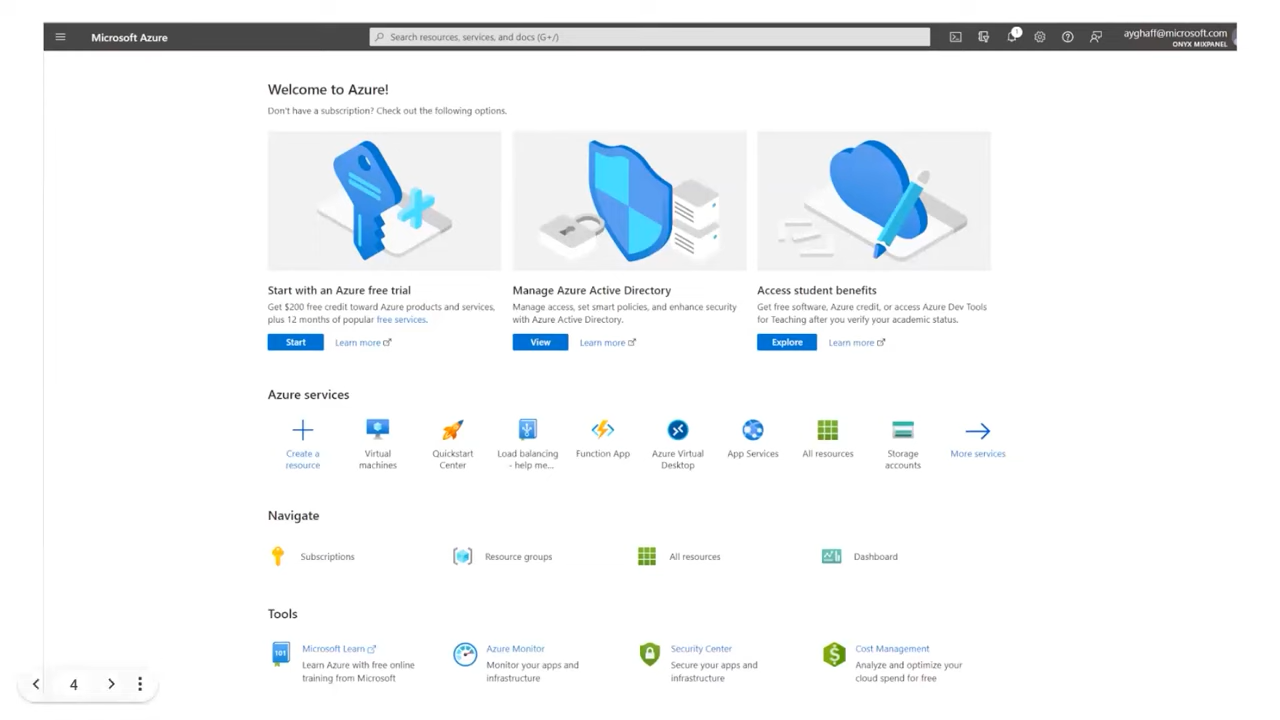 Microsoft Azure
Search resources, services, and docs (G+/)
1
ayghaff@microsoft.com
ONYX MIXPANEL
Welcome to Azure!
Don't have a subscription? Check out the following options.
Start with an Azure free trial
Get $200 free credit toward Azure products and services,
plus 12 months of popular free services.
Start
Learn more
Manage Azure Active Directory
Manage access, set smart policies, and enhance security
with Azure Active Directory.
View
Learn more
Access student benefits
Get free software, Azure credit, or access Azure Dev Tools
for Teaching after you verify your academic status.
Explore
Learn more
Azure services
Create a
resource
Virtual
machines
Quickstart
Center
Load balancing
- help me...
Function App
Azure Virtual
Desktop
App Services
All resources
Storage
accounts
More services
Navigate
Subscriptions
Resource groups
All resources
Dashboard
Tools
101
Microsoft Learn
Learn Azure with free online
training from Microsoft
Azure Monitor
Monitor your apps and
infrastructure
Security Center
Secure your apps and
infrastructure
$
Cost Management
Analyze and optimize your
cloud spend for free
4